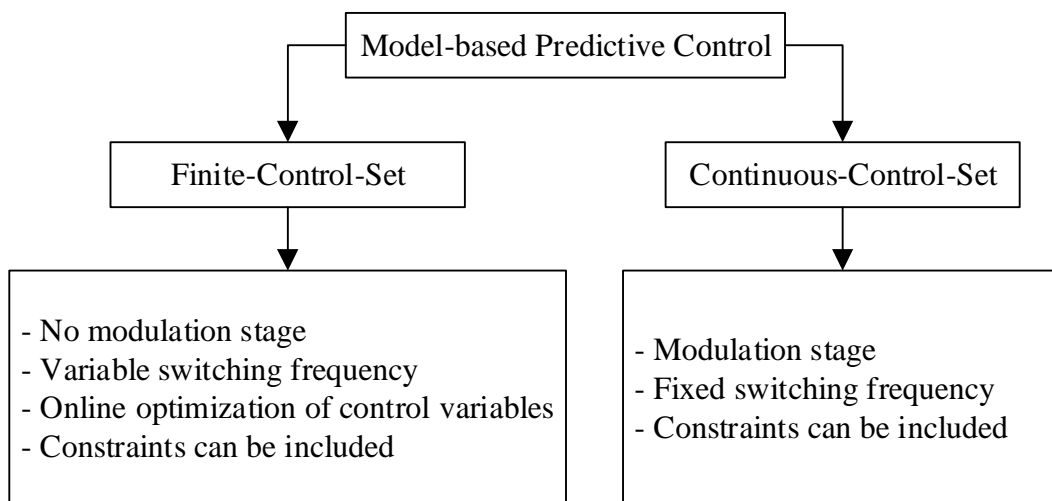 Model-based Predictive Control
Finite-Control-Set
Continuous-Control-Set
- No modulation stage
- Variable switching frequency
- Online optimization of control variables
- Constraints can be included
- Modulation stage
- Fixed switching frequency
- Constraints can be included